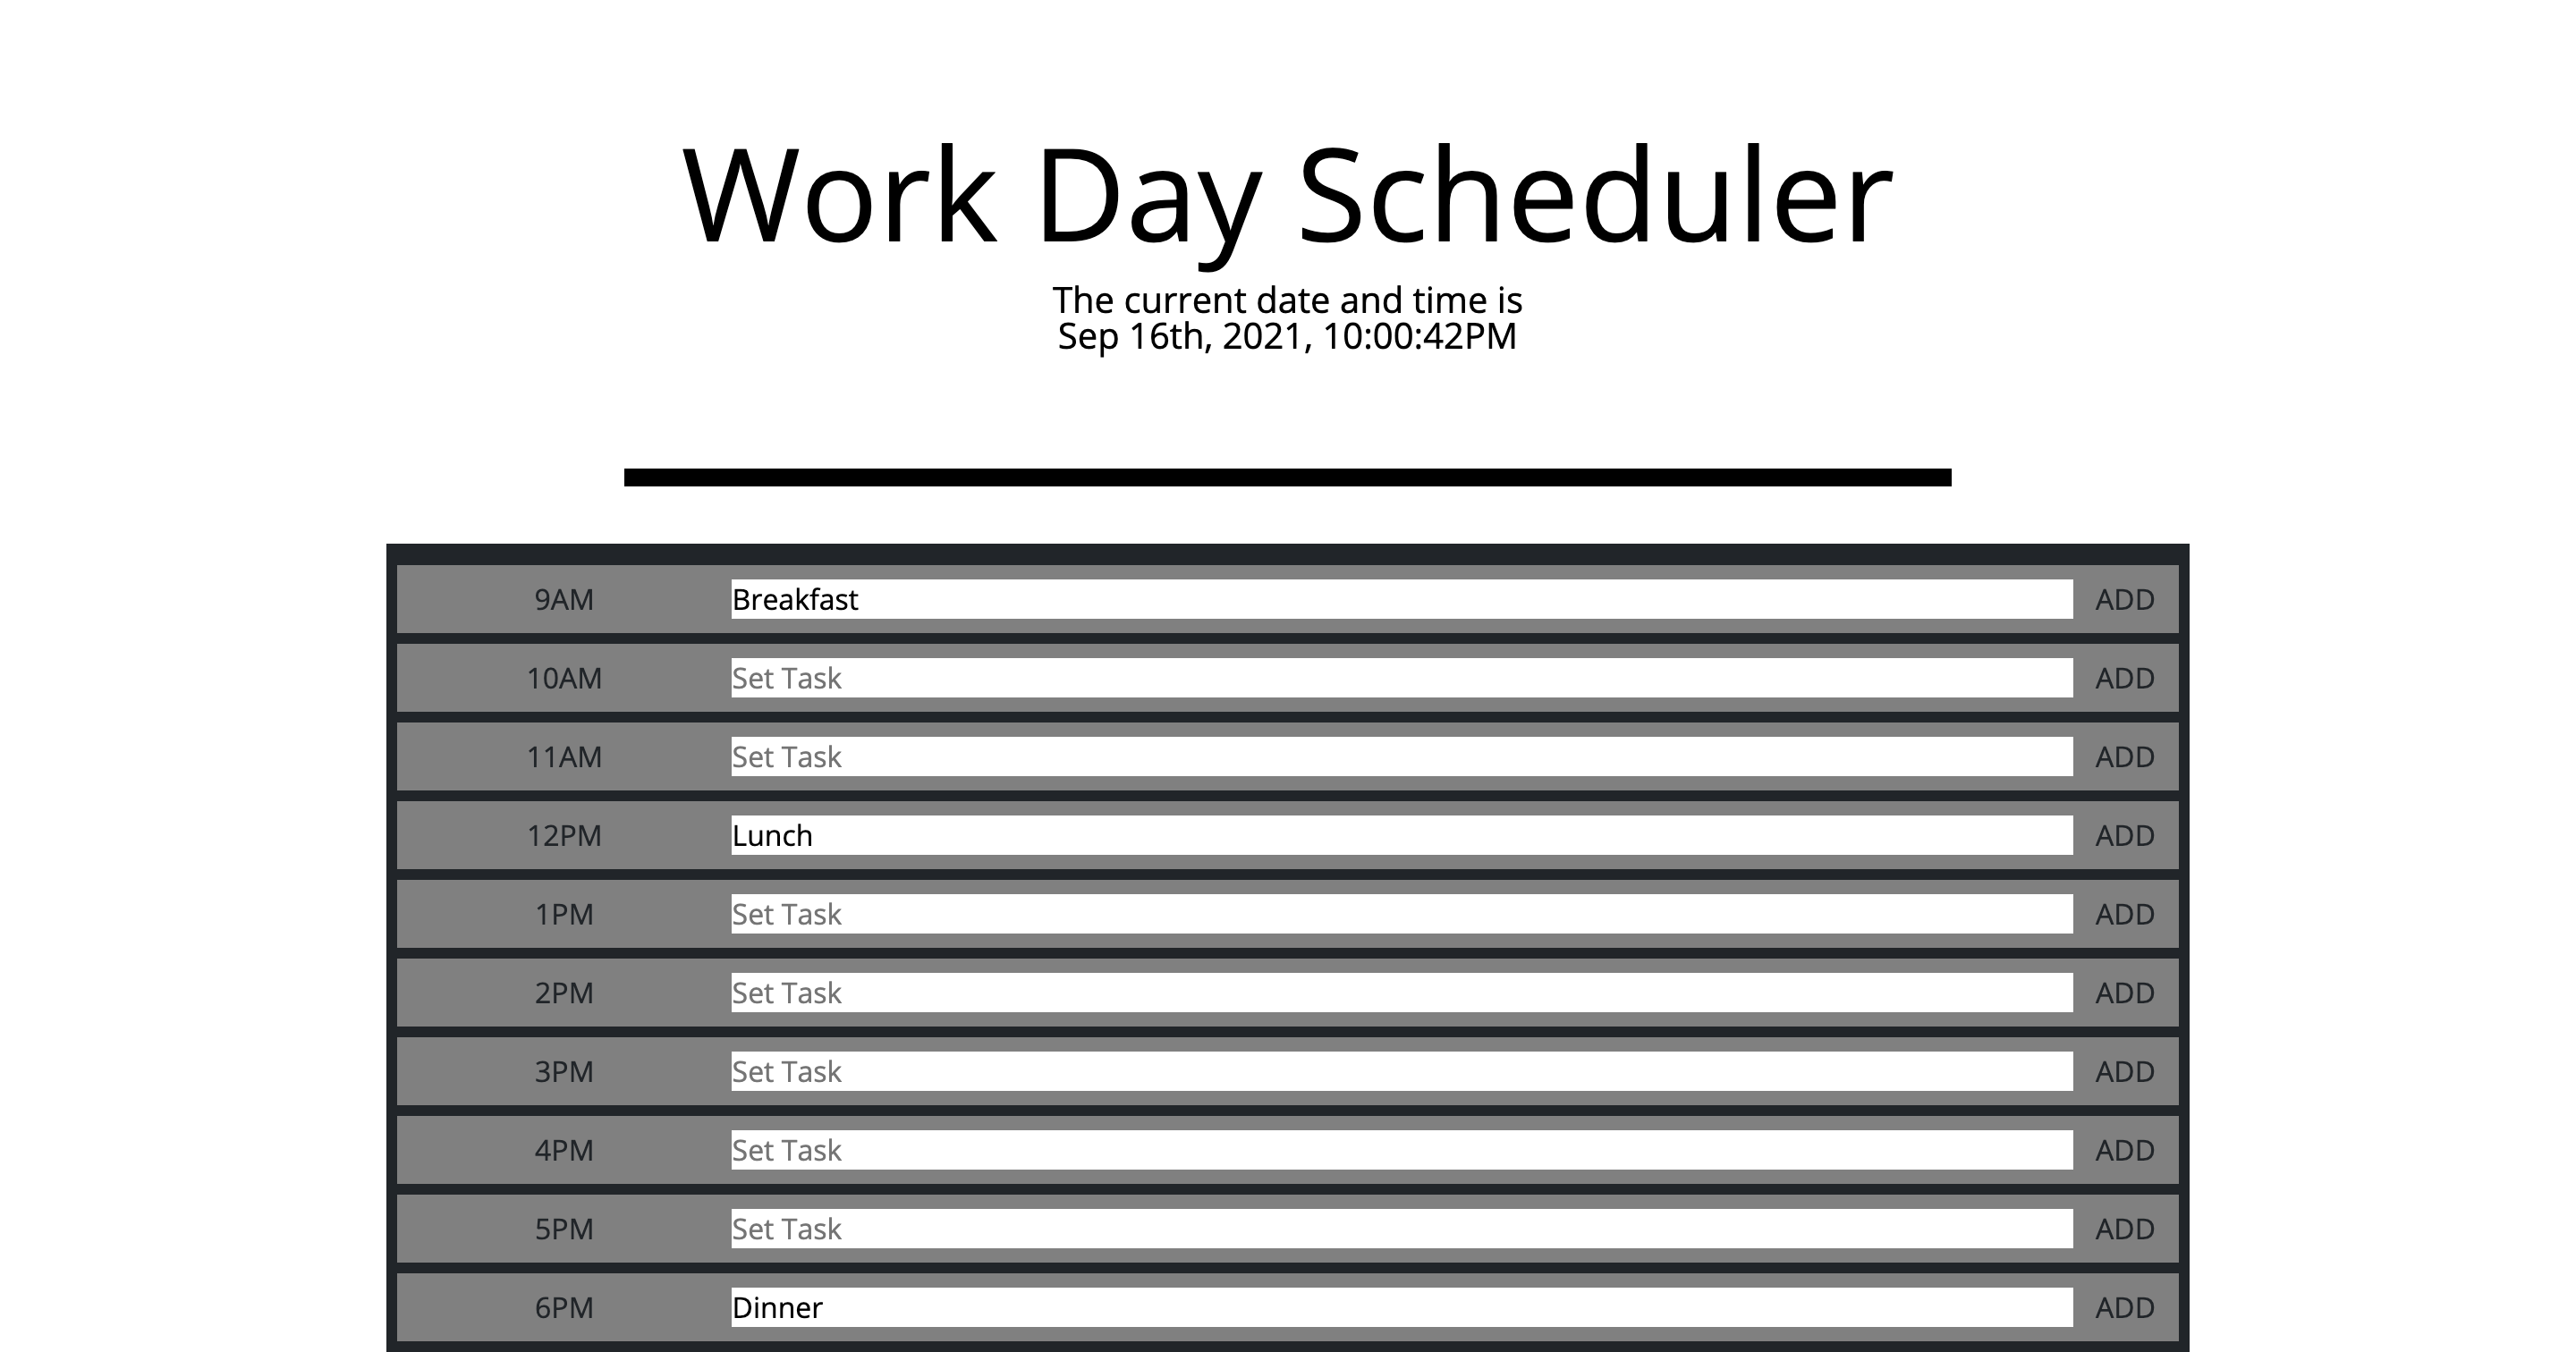 Work Day Scheduler
The current date and time is
Sep 16th, 2021, 10:00:42PM
9AM Breakfast ADD
10AM Set Task ADD
11AM Set Task ADD
12PM Lunch ADD
1PM Set Task ADD
2PM Set Task ADD
3PM Set Task ADD
4PM Set Task ADD
5PM Set Task ADD
6PM Dinner ADD